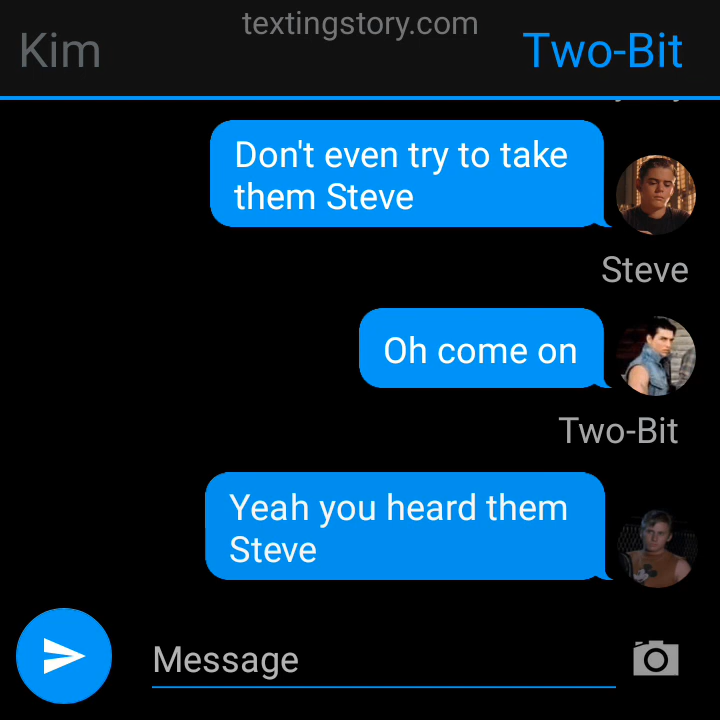 textingstory.com
Kim
Two-Bit
Don't even try to take
them Steve
Steve
Oh come on
Two-Bit
Yeah you heard them
Steve
Message